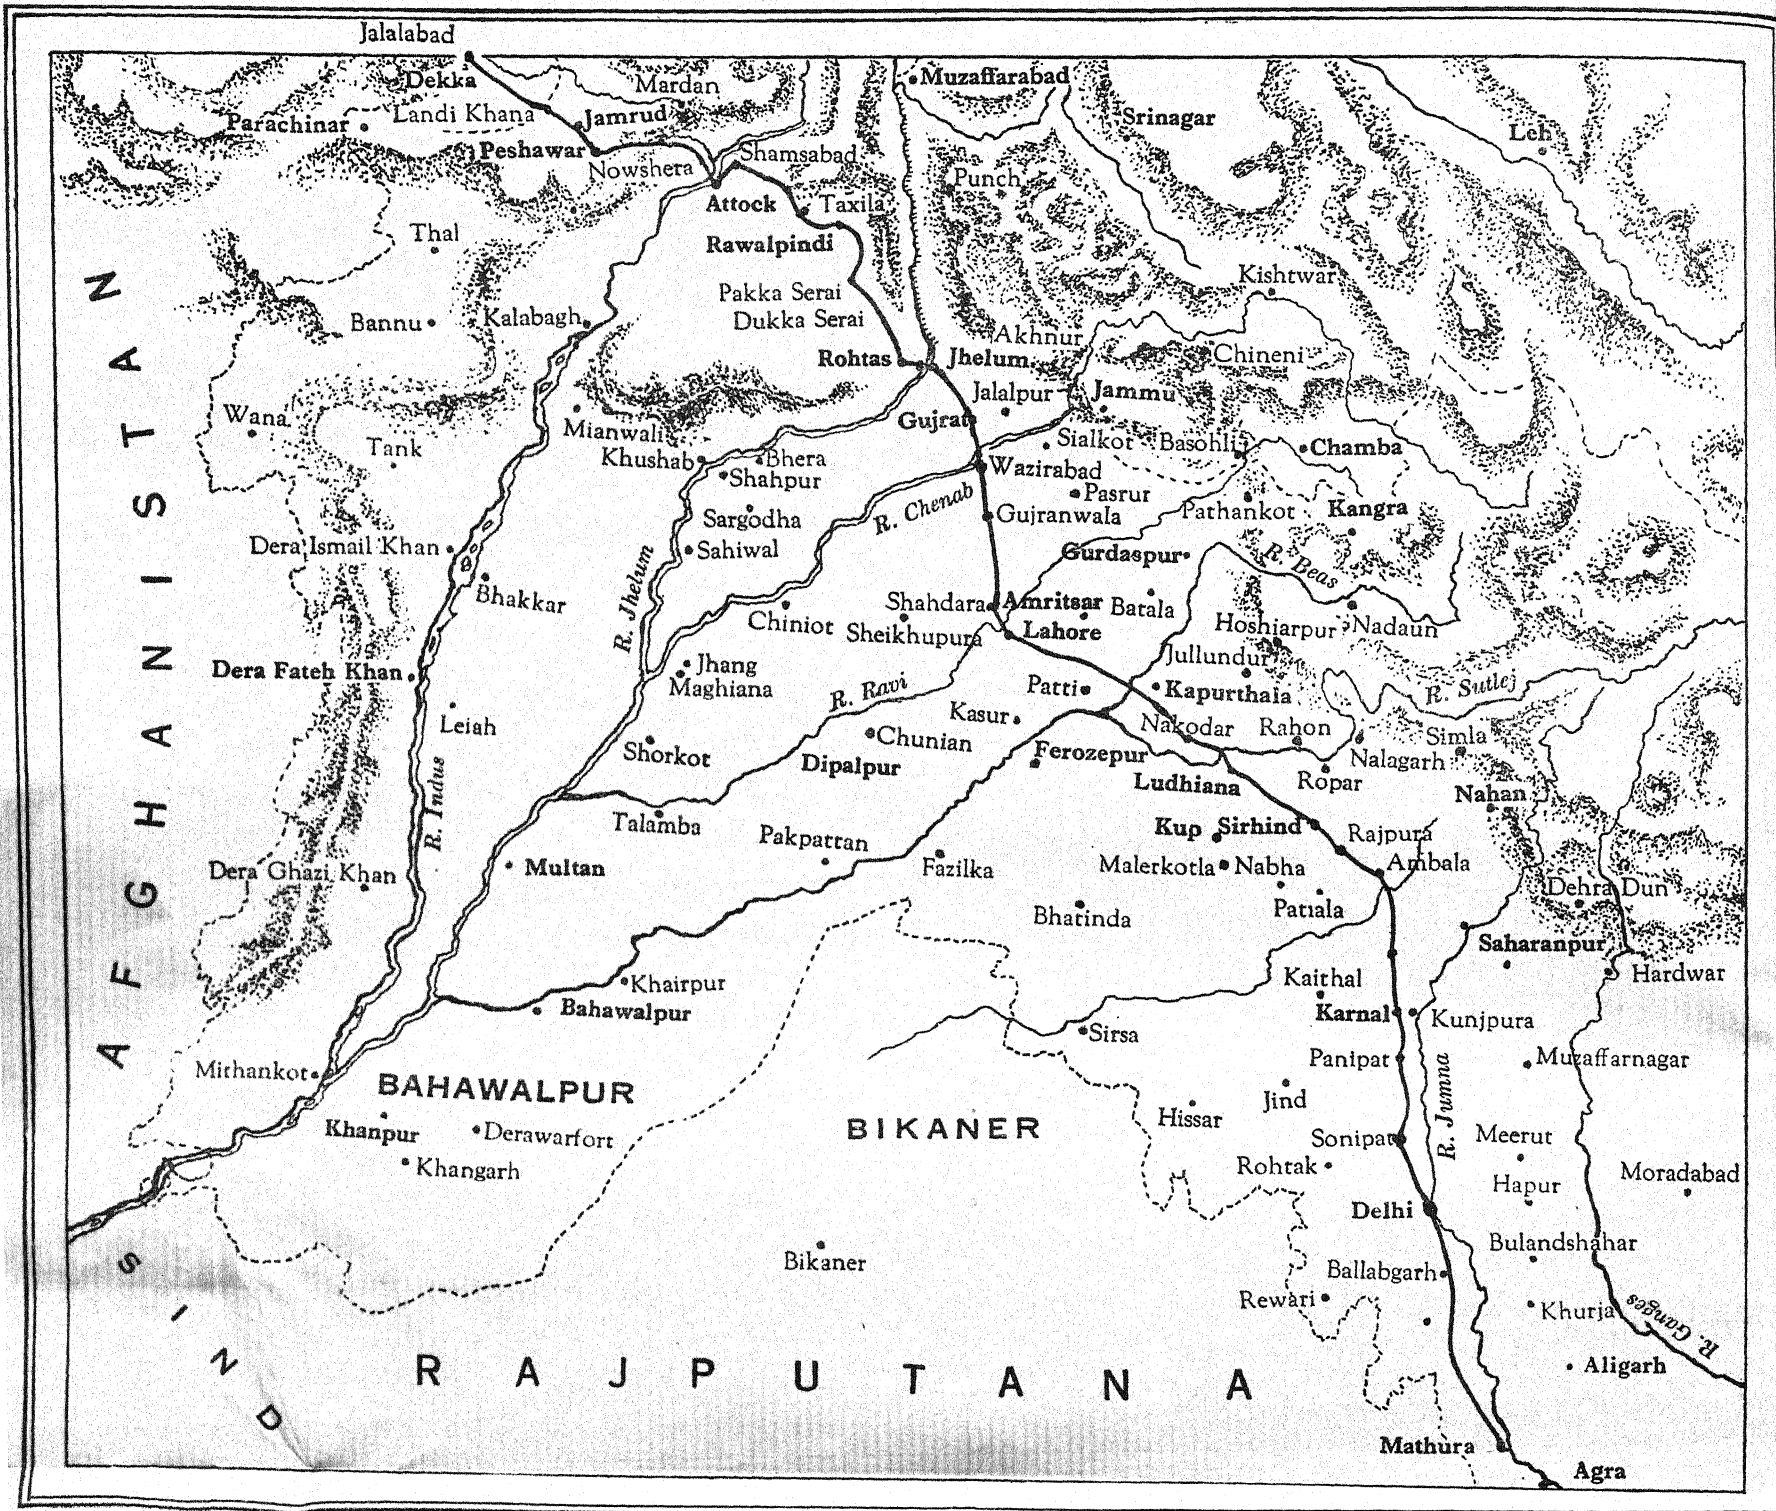 Jalalabad
Dekka
Mardan
Muzaffarabad
Landi Khana
Jamrud
Srinagar
Parachinar
Leh
Peshawar
Nowshera
Shamsabad
Punch
Attock
Taxila
Thal
Rawalpindi
Kishtwar
Pakka Serai
Dukka Serai
Bannu
Kalabagh
Akhnur
Rohtas
Jhelum
Chineni
Jalalpur
Jammu
Wana
Gujrat
Mianwali
Sialkot
Basohli
Chamba
Tank
Khushab
Bhera
Shahpur
Wazirabad
Pasrur
R. Chenab
Sargodha
Gujranwala
Pathankot
Kangra
Dera Ismail Khan
Sahiwal
Gurdaspur
R. Beas
Bhakkar
R. Jhelum
Shahdara
Amritsar
Batala
Chiniot
Sheikhupura
Lahore
Hoshiarpur
Nadaun
Dera Fateh Khan
Jhang
Maghiana
Jullundur
R. Ravi
Patti
Kapurthala
R. Sutlej
Leiah
Kasur
Nakodar
Rahon
Simla
Shorkot
Chunian
Ferozepur
Nalagarh
Dipalpur
Ludhiana
Ropar
Nahan
R. Indus
Talamba
Pakpattan
Kup
Sirhind
Rajpura
Multan
Fazilka
Malerkotla
Nabha
Ambala
Dera Ghazi Khan
Bhatinda
Patiala
Dehra Dun
Saharanpur
Khairpur
Kaithal
Hardwar
Bahawalpur
Karnal
Kunjpura
Sirsa
Mithankot
Panipat
Muzaffarnagar
BAHAWALPUR
Jind
R. Jumna
Khanpur
Derawarfort
BIKANER
Hissar
Sonipat
Meerut
Khangarh
Rohtak
Hapur
Moradabad
Delhi
Bikaner
Bulandshahar
Ballabgarh
Rewari
Khurja
R. Ganges
Aligarh
AFGHANISTAN
SIND
RAJPUTANA
Mathura
Agra